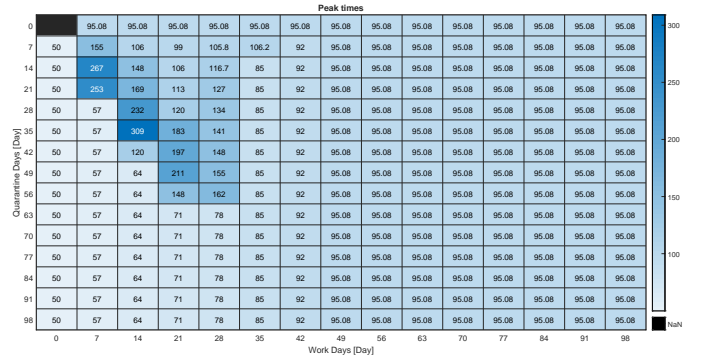 Peak times
0 95.08 95.08 95.08 95.08 95.08 95.08 95.08 95.08 95.08 95.08 95.08 95.08 95.08 95.08
7 50 155 106 99 105.8 106.2 92 95.08 95.08 95.08 95.08 95.08 95.08 95.08 95.08
14 50 267 148 106 116.7 85 92 95.08 95.08 95.08 95.08 95.08 95.08 95.08 95.08
21 50 253 169 113 127 85 92 95.08 95.08 95.08 95.08 95.08 95.08 95.08 95.08
28 50 57 232 120 134 85 92 95.08 95.08 95.08 95.08 95.08 95.08 95.08 95.08
35 50 57 309 183 141 85 92 95.08 95.08 95.08 95.08 95.08 95.08 95.08 95.08
42 50 57 120 197 148 85 92 95.08 95.08 95.08 95.08 95.08 95.08 95.08 95.08
49 50 57 64 211 155 85 92 95.08 95.08 95.08 95.08 95.08 95.08 95.08 95.08
56 50 57 64 148 162 85 92 95.08 95.08 95.08 95.08 95.08 95.08 95.08 95.08
63 50 57 64 71 78 85 92 95.08 95.08 95.08 95.08 95.08 95.08 95.08 95.08
70 50 57 64 71 78 85 92 95.08 95.08 95.08 95.08 95.08 95.08 95.08 95.08
77 50 57 64 71 78 85 92 95.08 95.08 95.08 95.08 95.08 95.08 95.08 95.08
84 50 57 64 71 78 85 92 95.08 95.08 95.08 95.08 95.08 95.08 95.08 95.08
91 50 57 64 71 78 85 92 95.08 95.08 95.08 95.08 95.08 95.08 95.08 95.08
98 50 57 64 71 78 85 92 95.08 95.08 95.08 95.08 95.08 95.08 95.08 95.08
0 7 14 21 28 35 42 49 56 63 70 77 84 91 98
Work Days [Day]
Quarantine Days [Day]
300
250
200
150
100
NaN